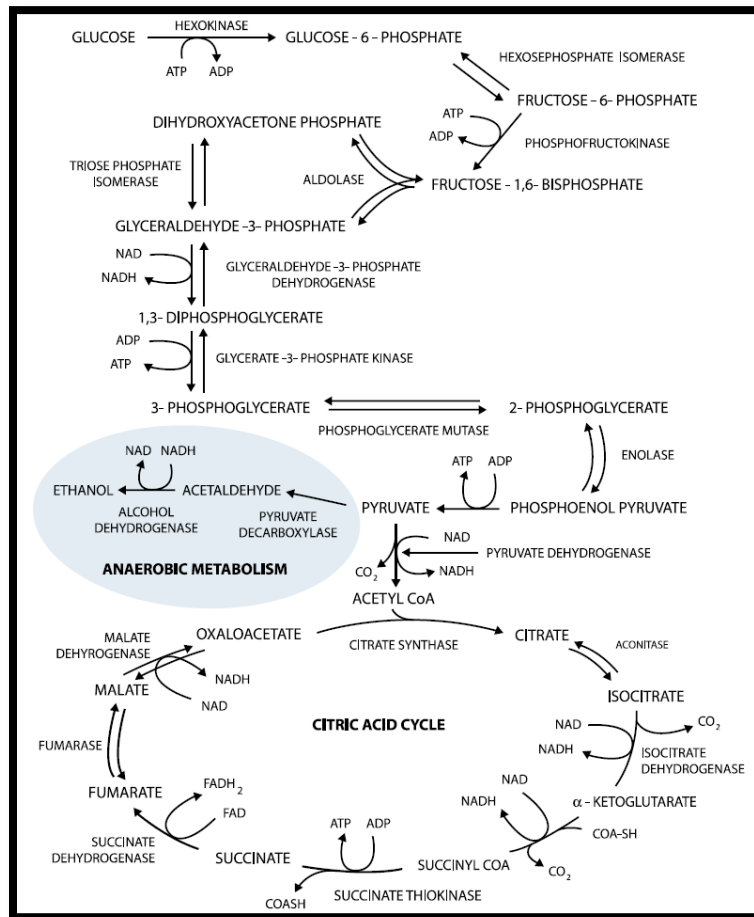 HEXOKINASE
GLUCOSE
GLUCOSE - 6 - PHOSPHATE
ATP
ADP
HEXOSEPHOSPHATE ISOMERASE
FRUCTOSE - 6- PHOSPHATE
ATP
ADP
PHOSPHOFRUCTOKINASE
DIHYDROXYACETONE PHOSPHATE
TRIOSE PHOSPHATE
ISOMERASE
ALDOLASE
FRUCTOSE - 1,6- BISPHOSPHATE
GLYCERALDEHYDE -3- PHOSPHATE
NAD
NADH
GLYCERALDEHYDE -3- PHOSPHATE
DEHYDROGENASE
1,3- DIPHOSPHOGLYCERATE
ADP
ATP
GLYCERATE -3- PHOSPHATE KINASE
3- PHOSPHOGLYCERATE
2- PHOSPHOGLYCERATE
PHOSPHOGLYCERATE MUTASE
ENOLASE
NAD
NADH
ATP
ADP
ETHANOL
ACETALDEHYDE
PYRUVATE
PHOSPHOENOL PYRUVATE
ALCOHOL
DEHYDROGENASE
PYRUVATE
DECARBOXYLASE
ANAEROBIC METABOLISM
NAD
PYRUVATE DEHYDROGENASE
CO2
NADH
ACETYL CoA
OXALOACETATE
CITRATE SYNTHASE
CITRATE
ACONITASE
MALATE
DEHYROGENASE
NADH
NAD
MALATE
ISOCITRATE
CITRIC ACID CYCLE
NAD
NADH
CO2
ISOCITRATE
DEHYDROGENASE
FUMARASE
FUMARATE
FADH2
FAD
NAD
NADH
α - KETOGLUTARATE
COA-SH
CO2
SUCCINATE
DEHYDROGENASE
SUCCINATE
ATP
ADP
SUCCINYL COA
COASH
SUCCINATE THIOKINASE